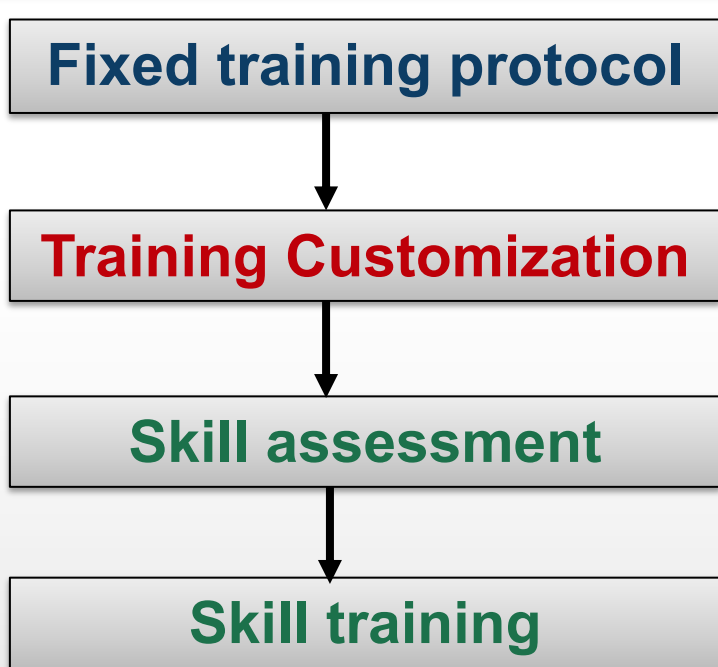 Fixed training protocol
Training Customization
Skill assessment
Skill training